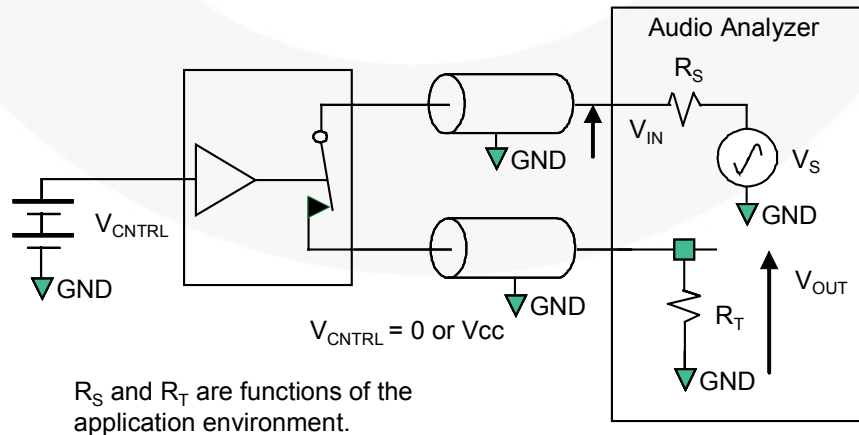 Audio Analyzer
R_S
V_IN
GND
V_S
GND
V_CNTRL
GND
GND
V_OUT
R_T
V_CNTRL = 0 or Vcc
GND
R_S and R_T are functions of the
application environment.